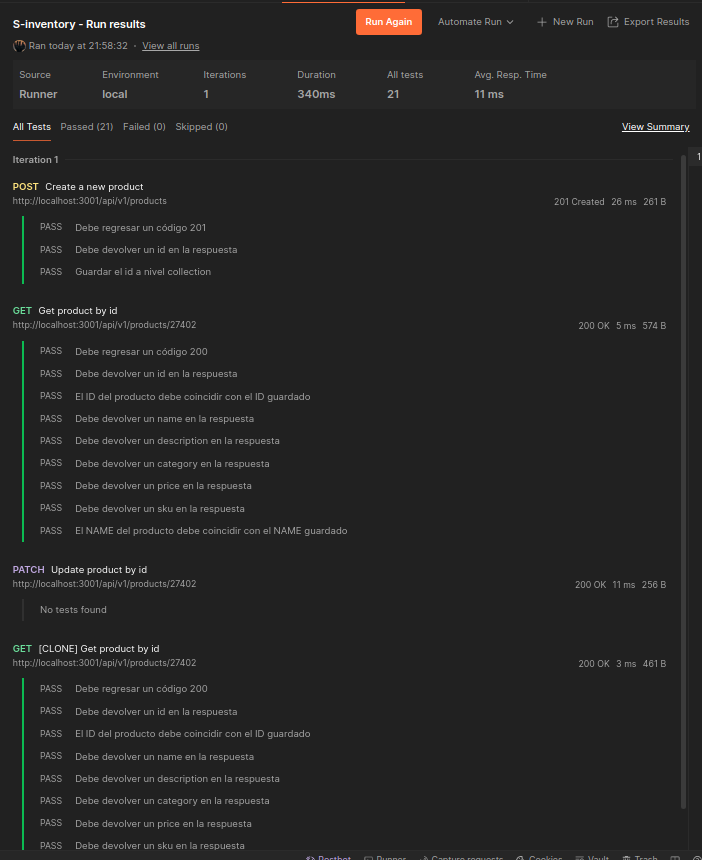 S-inventory - Run results
Run Again
Automate Run
New Run
Export Results
Ran today at 21:58:32 · View all runs
Source Environment Iterations Duration All tests Avg. Resp. Time
Runner local 1 340ms 21 11 ms
All Tests Passed (21) Failed (0) Skipped (0) View Summary
Iteration 1
1
POST Create a new product
http://localhost:3001/api/v1/products 201 Created 26 ms 261 B
PASS Debe regresar un código 201
PASS Debe devolver un id en la respuesta
PASS Guardar el id a nivel collection
GET Get product by id
http://localhost:3001/api/v1/products/27402 200 OK 5 ms 574 B
PASS Debe regresar un código 200
PASS Debe devolver un id en la respuesta
PASS El ID del producto debe coincidir con el ID guardado
PASS Debe devolver un name en la respuesta
PASS Debe devolver un description en la respuesta
PASS Debe devolver un category en la respuesta
PASS Debe devolver un price en la respuesta
PASS Debe devolver un sku en la respuesta
PASS El NAME del producto debe coincidir con el NAME guardado
PATCH Update product by id
http://localhost:3001/api/v1/products/27402 200 OK 11 ms 256 B
No tests found
GET [CLONE] Get product by id
http://localhost:3001/api/v1/products/27402 200 OK 3 ms 461 B
PASS Debe regresar un código 200
PASS Debe devolver un id en la respuesta
PASS El ID del producto debe coincidir con el ID guardado
PASS Debe devolver un name en la respuesta
PASS Debe devolver un description en la respuesta
PASS Debe devolver un category en la respuesta
PASS Debe devolver un price en la respuesta
PASS Debe devolver un sku en la respuesta
Postbot Runner Capture requests Cookies Vault Trash